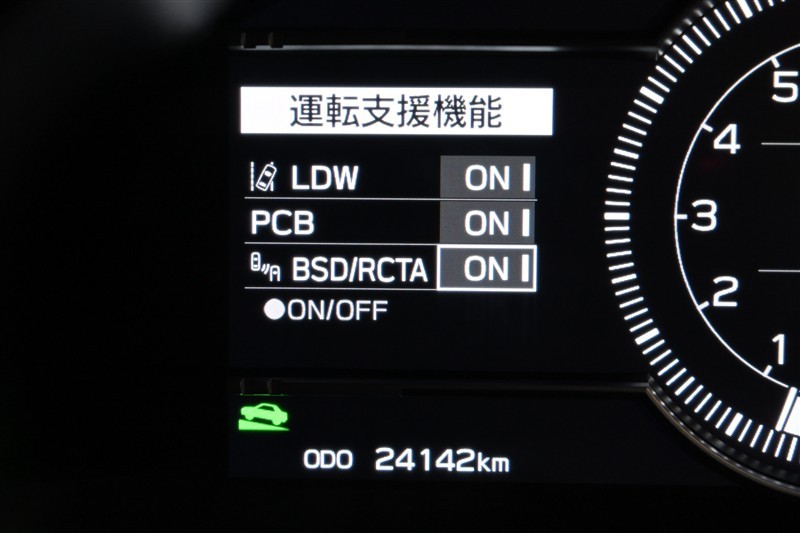 運転支援機能
LDW ON
PCB ON
BSD/RCTA ON
●ON/OFF
ODO 24142km
5
4
3
2
1